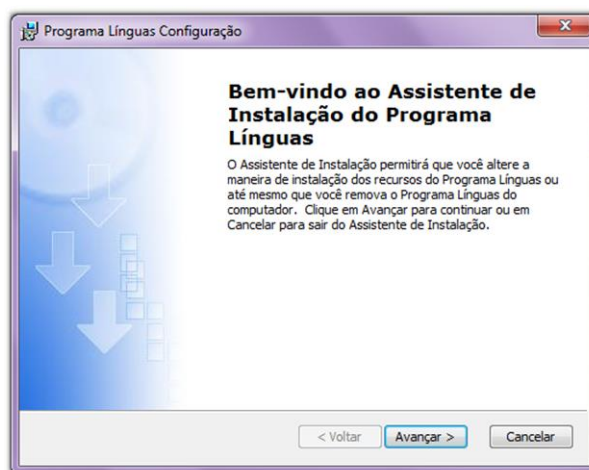 Programa Línguas Configuração
Bem-vindo ao Assistente de
Instalação do Programa
Línguas
O Assistente de Instalação permitirá que você altere a
maneira de instalação dos recursos do Programa Línguas ou
até mesmo que você remova o Programa Línguas do
computador. Clique em Avançar para continuar ou em
Cancelar para sair do Assistente de Instalação.
< Voltar Avançar > Cancelar